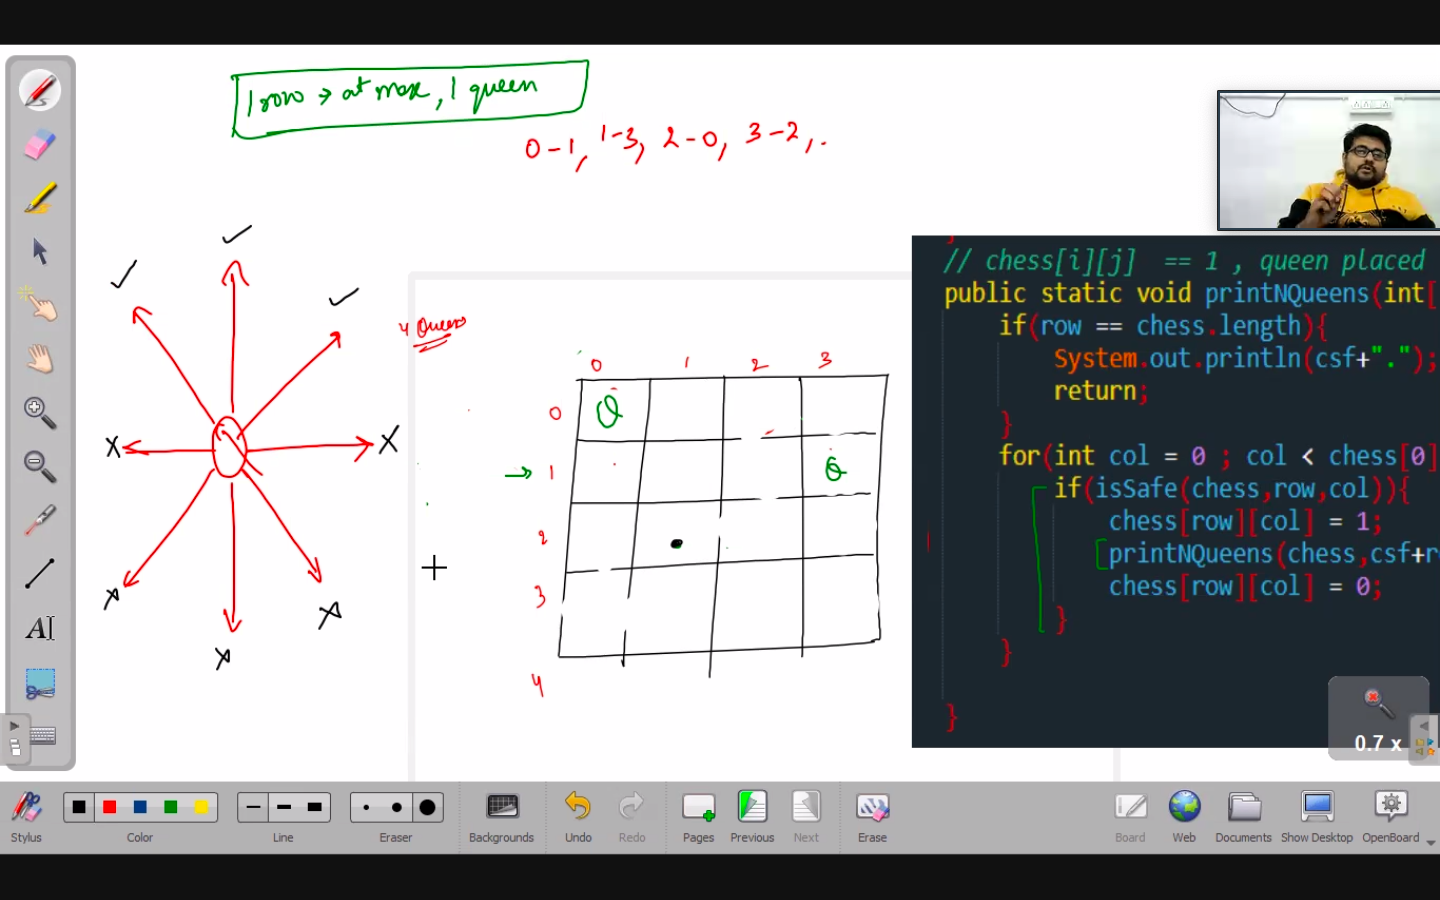 1 row → at max, 1 queen
0-1, 1-3, 2-0, 3-2, .
4 Queens
0 1 2 3
0 Q
1 Q
2
3
4
X X
X X
X
// chess[i][j] == 1 , queen placed
public static void printNQueens(int[
if(row == chess.length){
System.out.println(csf+".");
return;
}
for(int col = 0 ; col < chess[0]
if(isSafe(chess,row,col)){
chess[row][col] = 1;
printNQueens(chess,csf+r
chess[row][col] = 0;
}
}
}
0.7 x
Stylus Color Line Eraser Backgrounds Undo Redo Pages Previous Next Erase Board Web Documents Show Desktop OpenBoard